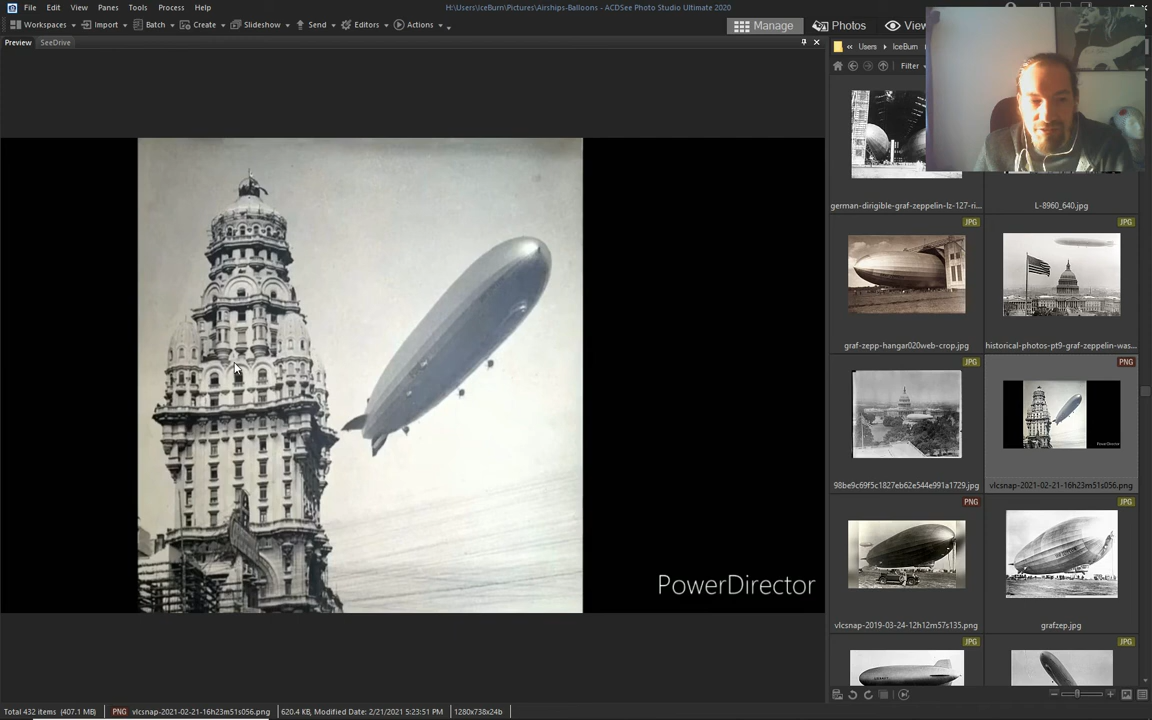 File Edit View Panes Tools Process Help
H:\Users\IceBurn\Pictures\Airships-Balloons - ACDSee Photo Studio Ultimate 2020
Workspaces Import Batch Create Slideshow Send Editors Actions
Manage Photos
Preview SeeDrive
« Users IceBurn
Filter
german-dirigible-graf-zeppelin-lz-127-ri...
L-8960_640.jpg
JPG
JPG
graf-zepp-hangar020web-crop.jpg
historical-photos-pt9-graf-zeppelin-was...
JPG
PNG
98be9c69f5c1827eb62e544e991a1729.jpg
vlcsnap-2021-02-21-16h23m51s056.png
PNG
JPG
PowerDirector
vlcsnap-2019-03-24-12h12m57s135.png
grafzep.jpg
JPG
JPG
Total 432 items (407.1 MB)
PNG
vlcsnap-2021-02-21-16h23m51s056.png
620.4 KB, Modified Date: 2/21/2021 5:23:51 PM
1280x738x24b